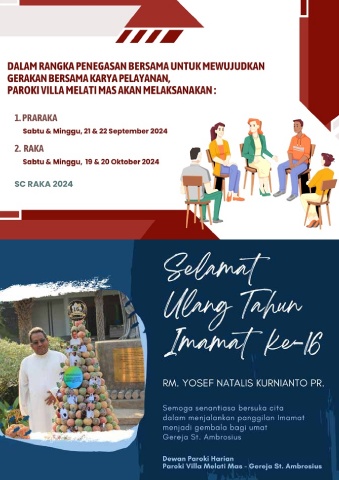 DALAM RANGKA PENEGASAN BERSAMA UNTUK MEWUJUDKAN
GERAKAN BERSAMA KARYA PELAYANAN,
PAROKI VILLA MELATI MAS AKAN MELAKSANAKAN :
1. PRARAKA
Sabtu & Minggu, 21 & 22 September 2024
2. RAKA
Sabtu & Minggu, 19 & 20 Oktober 2024
SC RAKA 2024
Selamat
Ulang Tahun
Imamat Ke-16
RM. YOSEF NATALIS KURNIANTO PR.
Semoga senantiasa bersuka cita
dalam menjalankan panggilan Imamat
menjadi gembala bagi umat
Gereja St. Ambrosius
Dewan Paroki Harian
Paroki Villa Melati Mas - Gereja St. Ambrosius